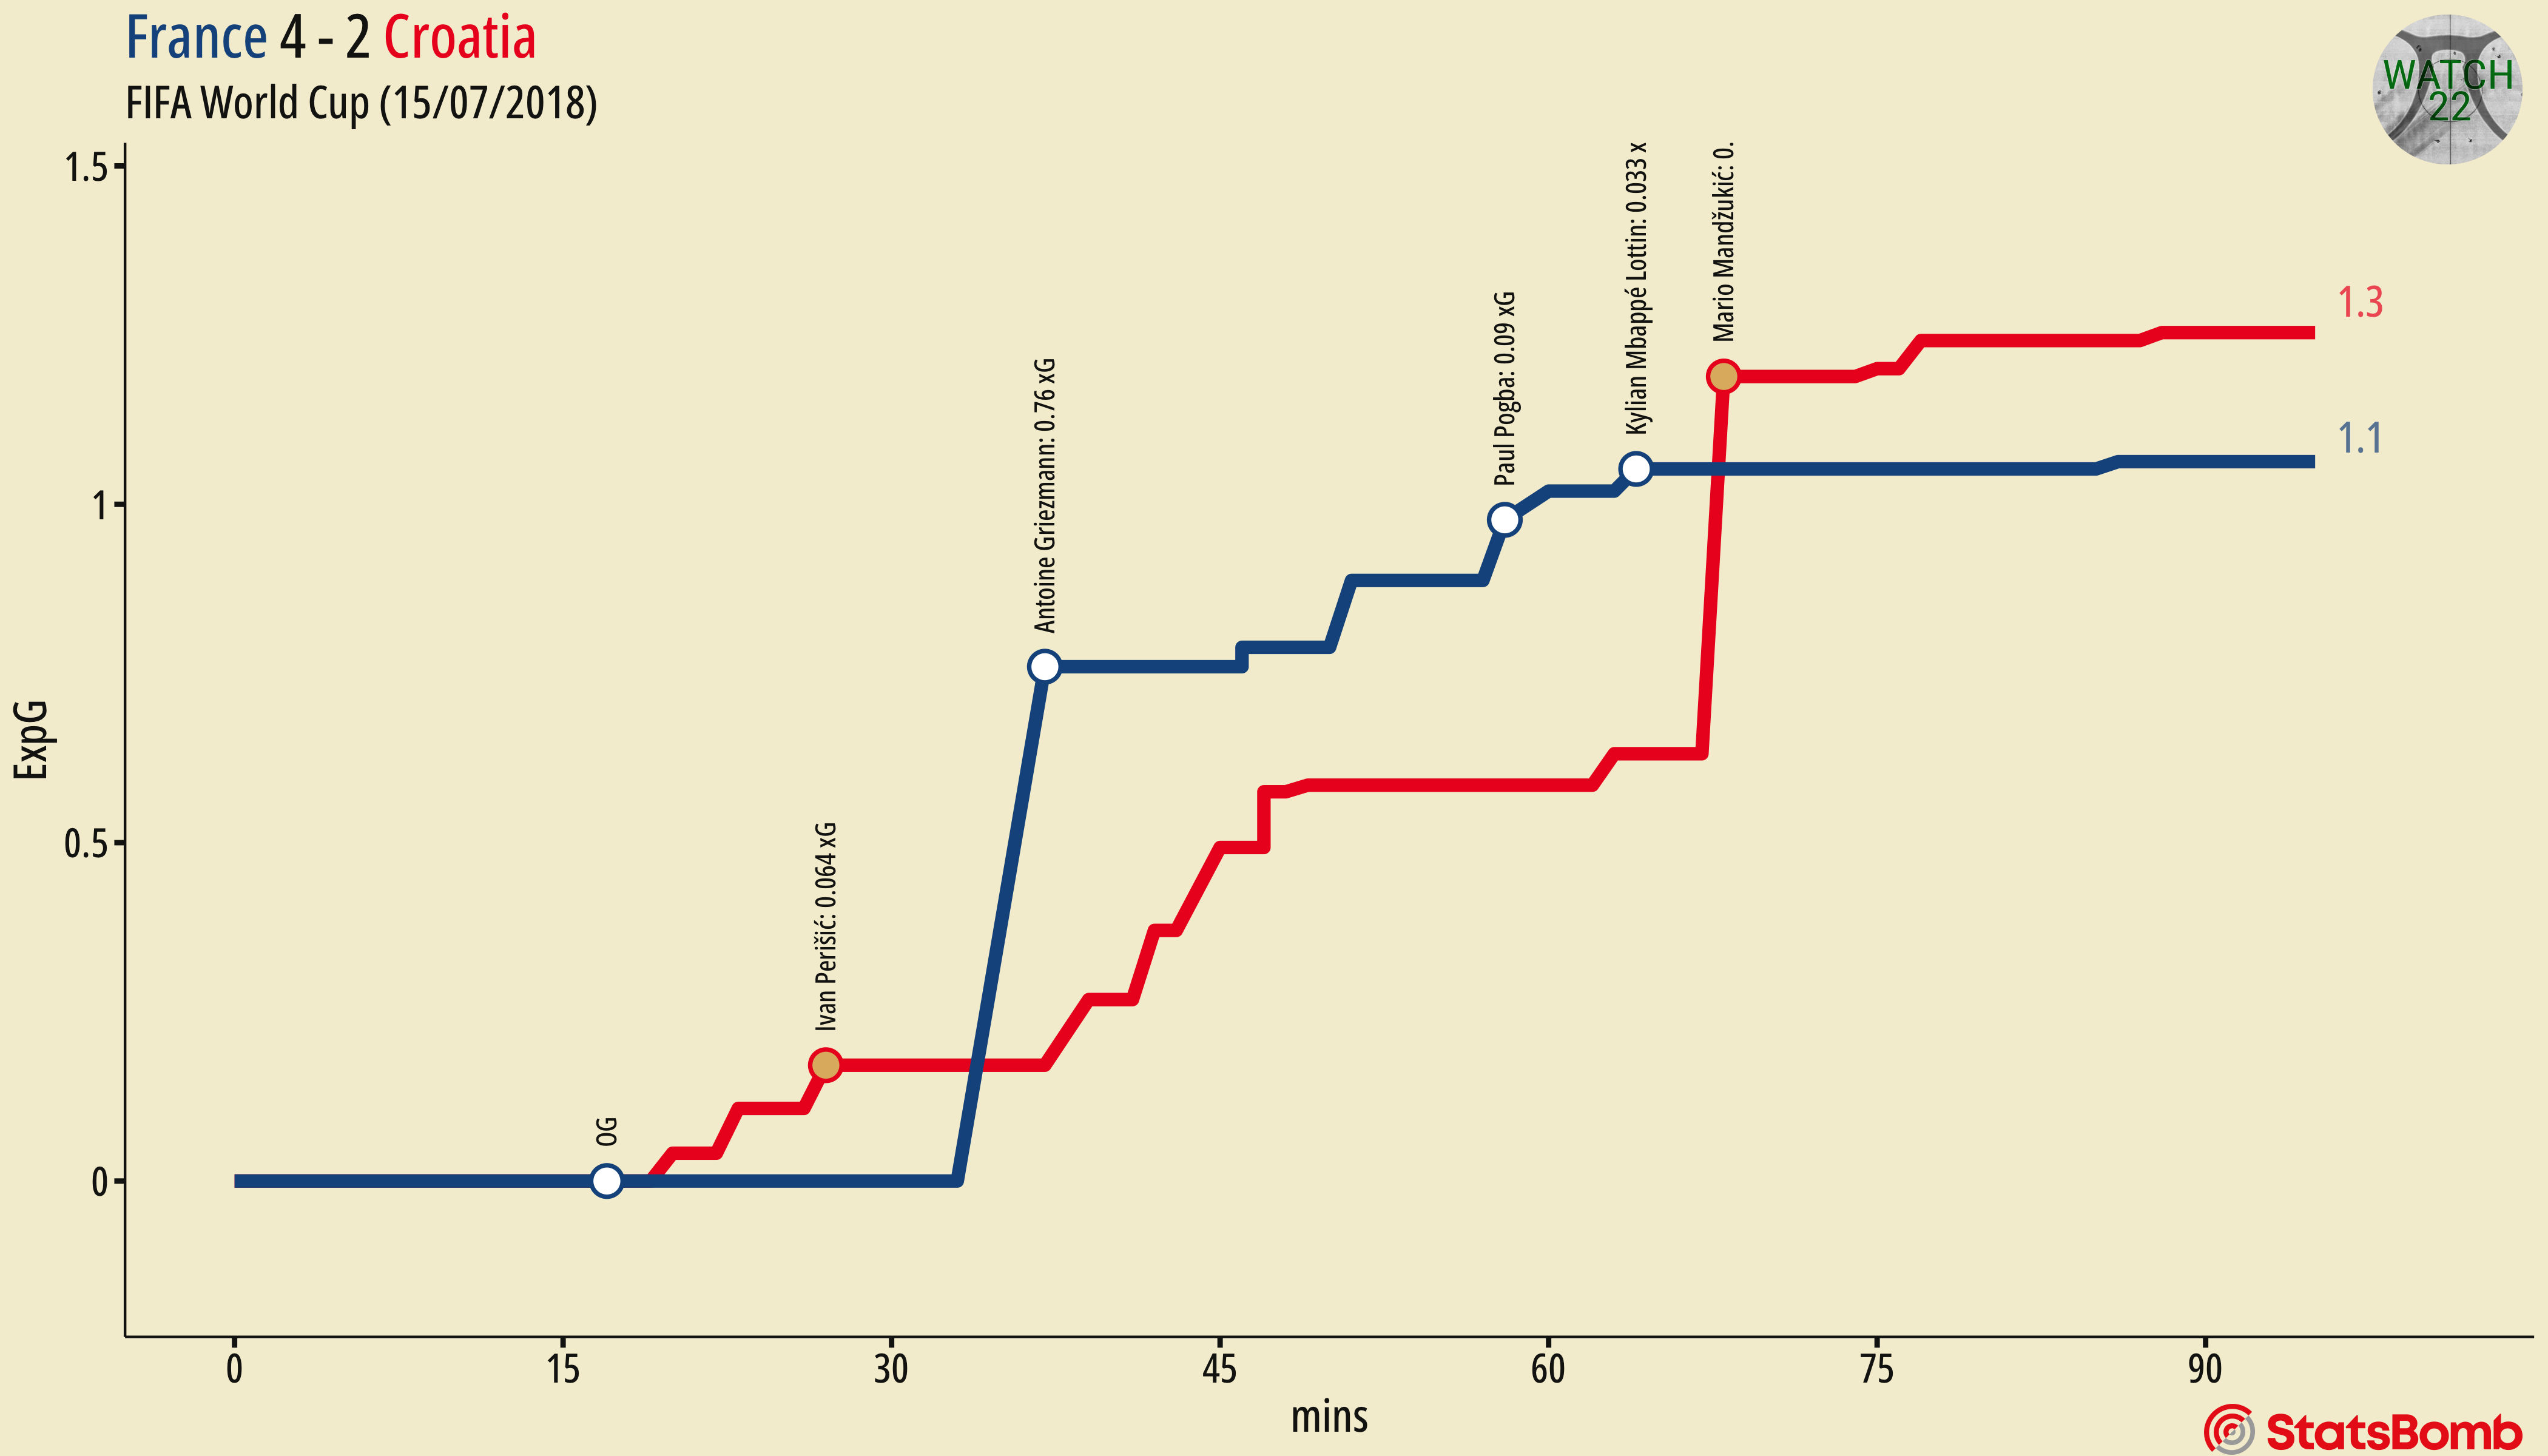 France 4 - 2 Croatia
FIFA World Cup (15/07/2018)
WATCH
22
1.5
1
0.5
0
ExpG
OG
Ivan Perišić: 0.064 xG
Antoine Griezmann: 0.76 xG
Paul Pogba: 0.09 xG
Kylian Mbappé Lottin: 0.033 x
Mario Mandžukić: 0.
1.3
1.1
0 15 30 45 60 75 90
mins
StatsBomb